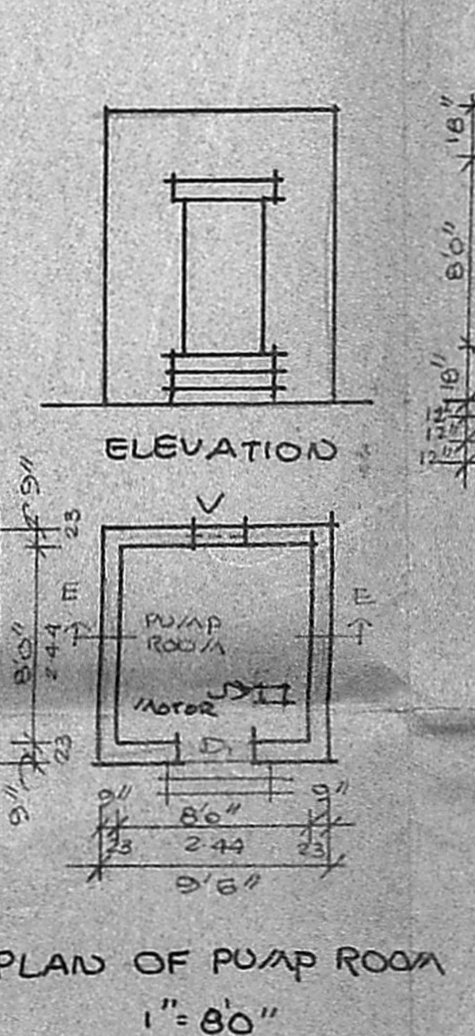 18"
8'0"
18"
ELEVATION
9"
23
V
E
E
PUMP
ROOM
8'0"
2.44
MOTOR
D1
23
9"
9"
9"
8'0"
23
2.44
23
9'6"
PLAN OF PUMP ROOM
1"=8'0"